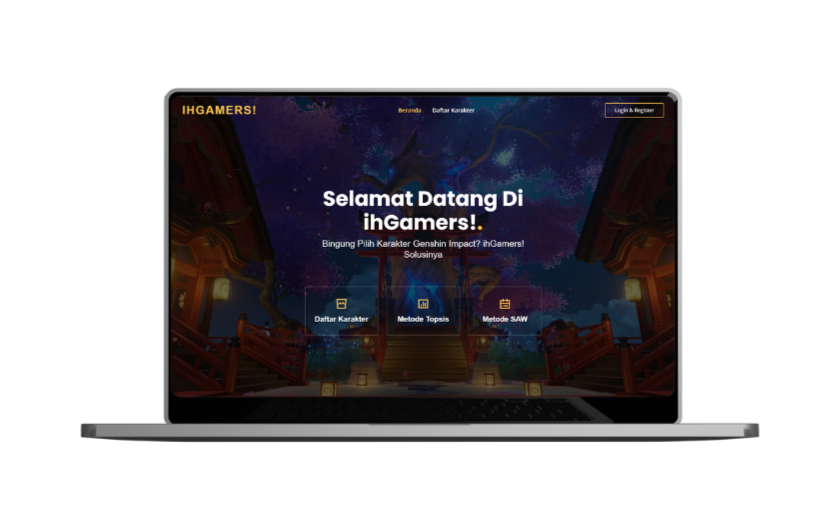 IHGAMERS!
Beranda Daftar Karakter
Login & Register
Selamat Datang Di
ihGamers!.
Bingung Pilih Karakter Genshin Impact? ihGamers!
Solusinya
Daftar Karakter
Metode Topsis
Metode SAW